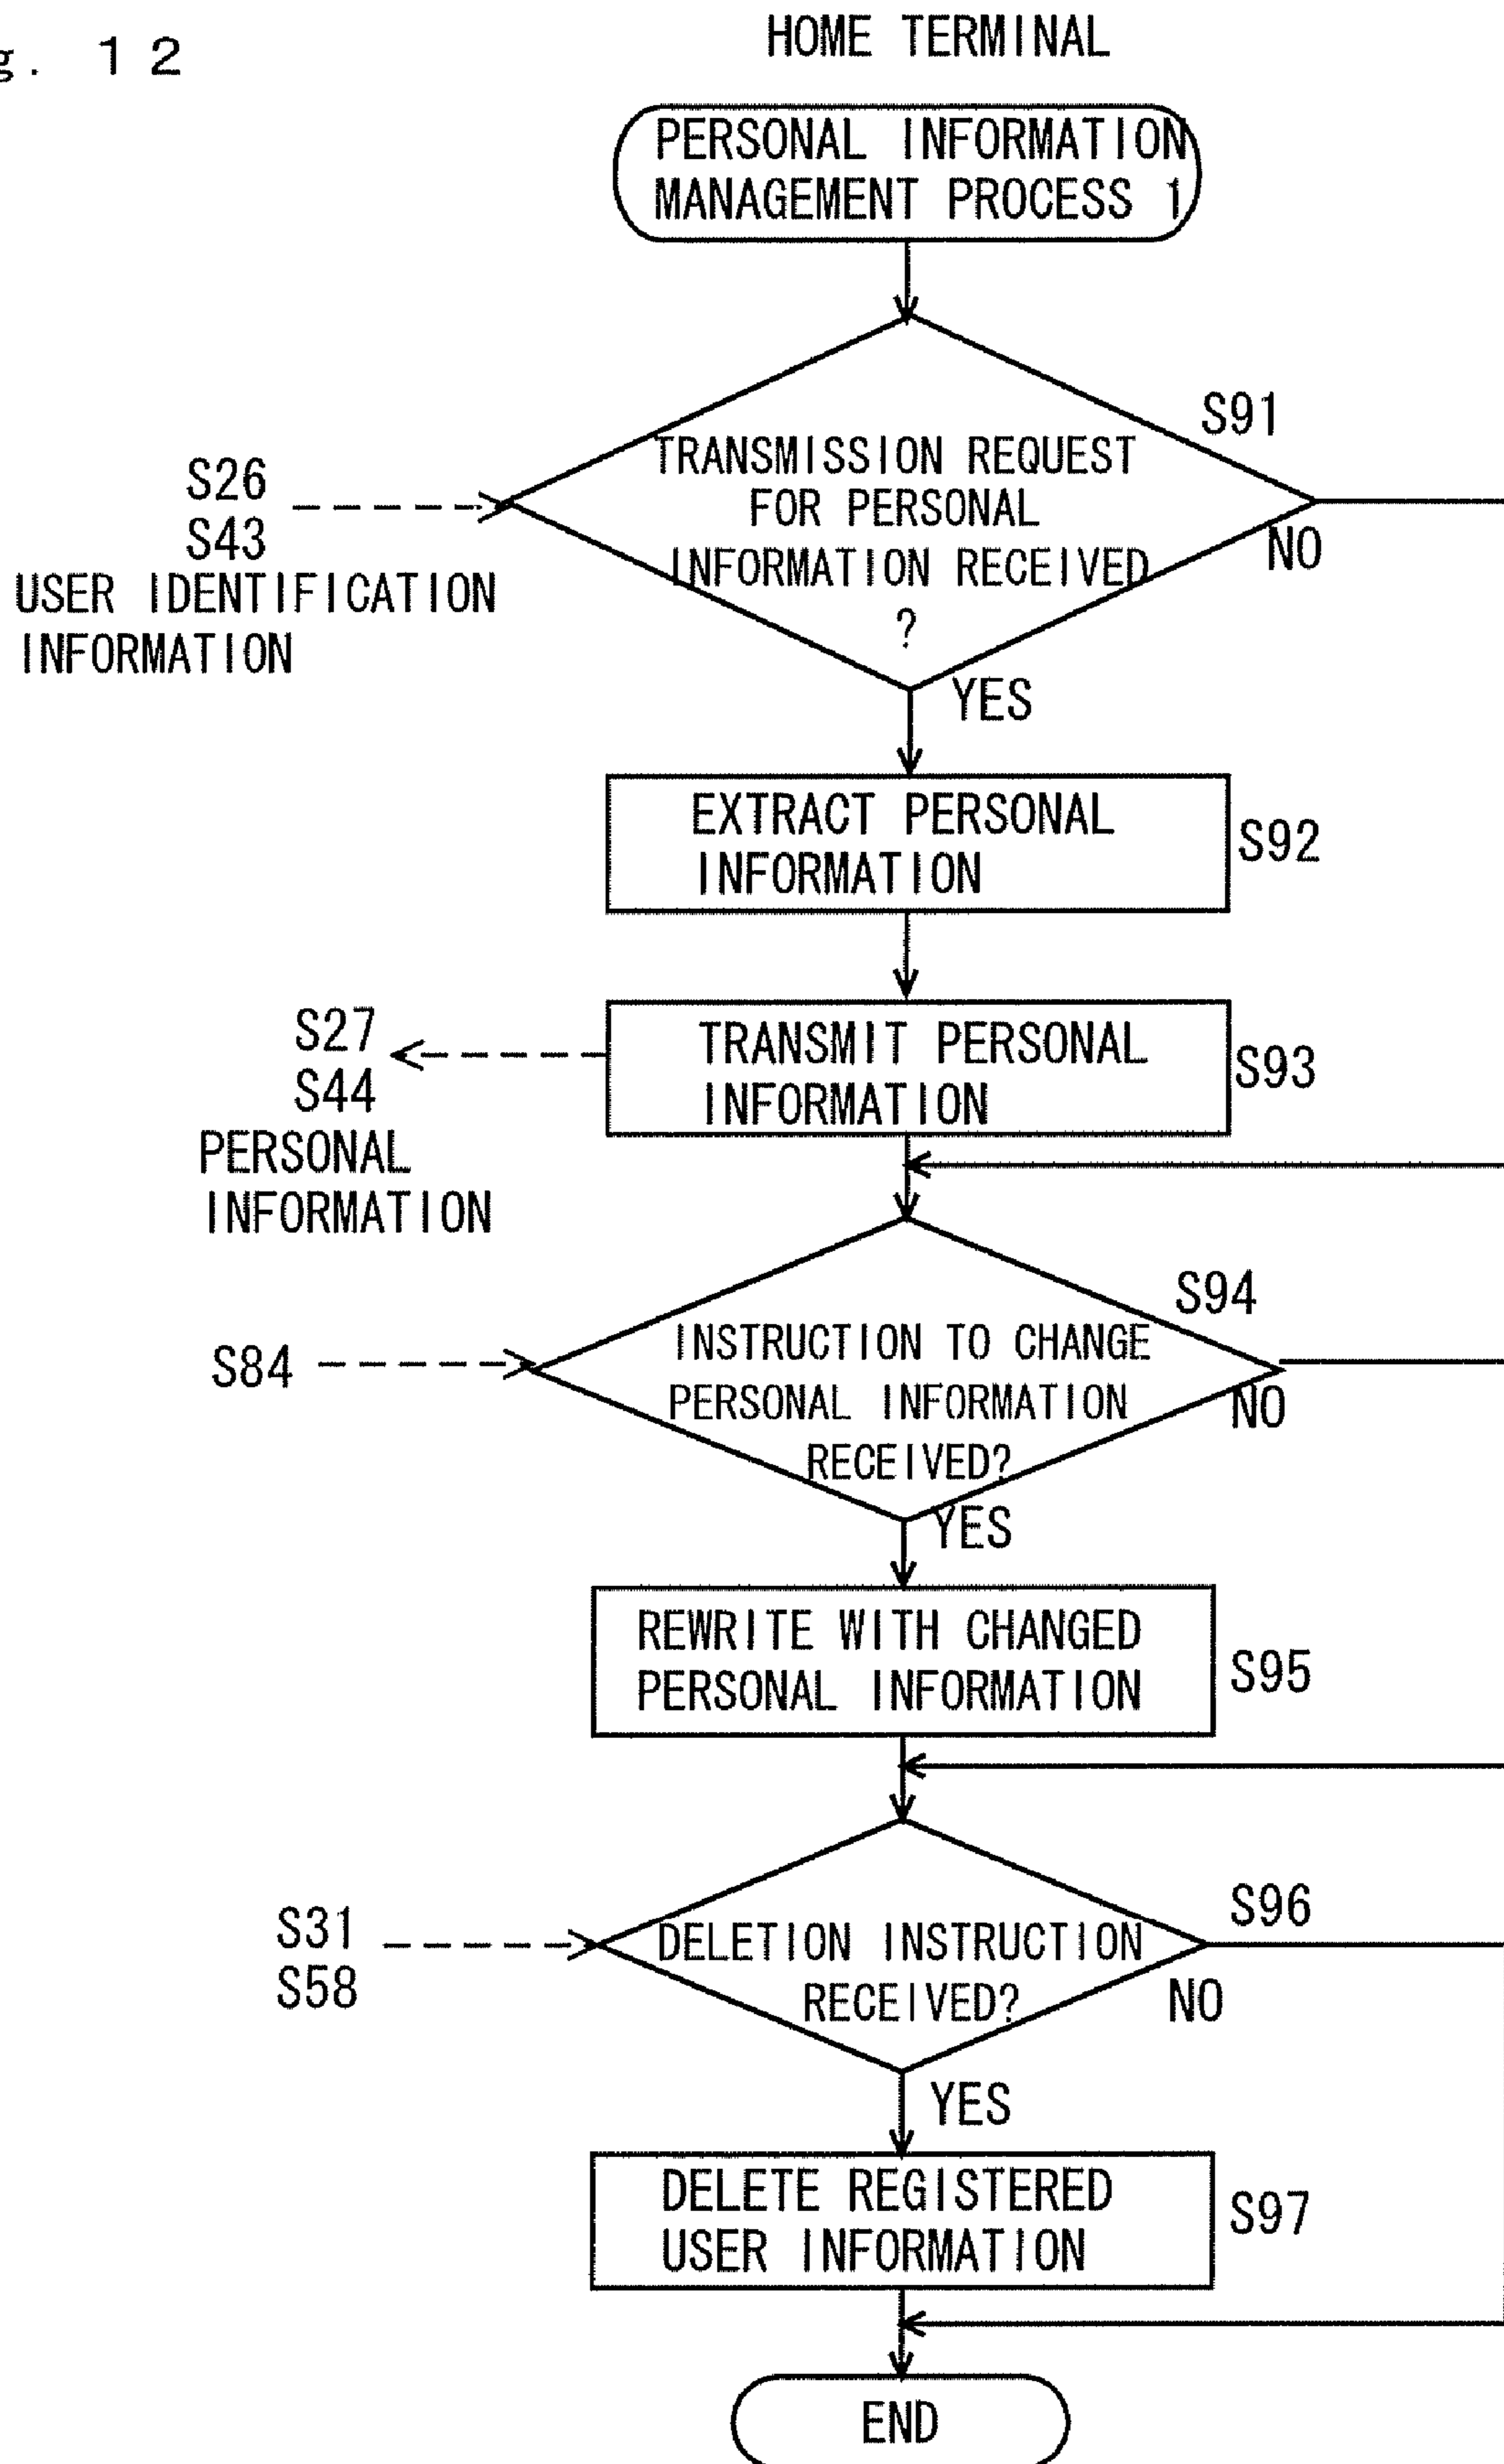 g. 12
HOME TERMINAL
PERSONAL INFORMATION
MANAGEMENT PROCESS 1
S91
TRANSMISSION REQUEST
FOR PERSONAL
INFORMATION RECEIVED
?
NO
S26
S43
USER IDENTIFICATION
INFORMATION
YES
EXTRACT PERSONAL
INFORMATION
S92
TRANSMIT PERSONAL
INFORMATION
S93
S27
S44
PERSONAL
INFORMATION
S94
INSTRUCTION TO CHANGE
PERSONAL INFORMATION
RECEIVED?
NO
S84
YES
REWRITE WITH CHANGED
PERSONAL INFORMATION
S95
S96
DELETION INSTRUCTION
RECEIVED?
NO
S31
S58
YES
DELETE REGISTERED
USER INFORMATION
S97
END